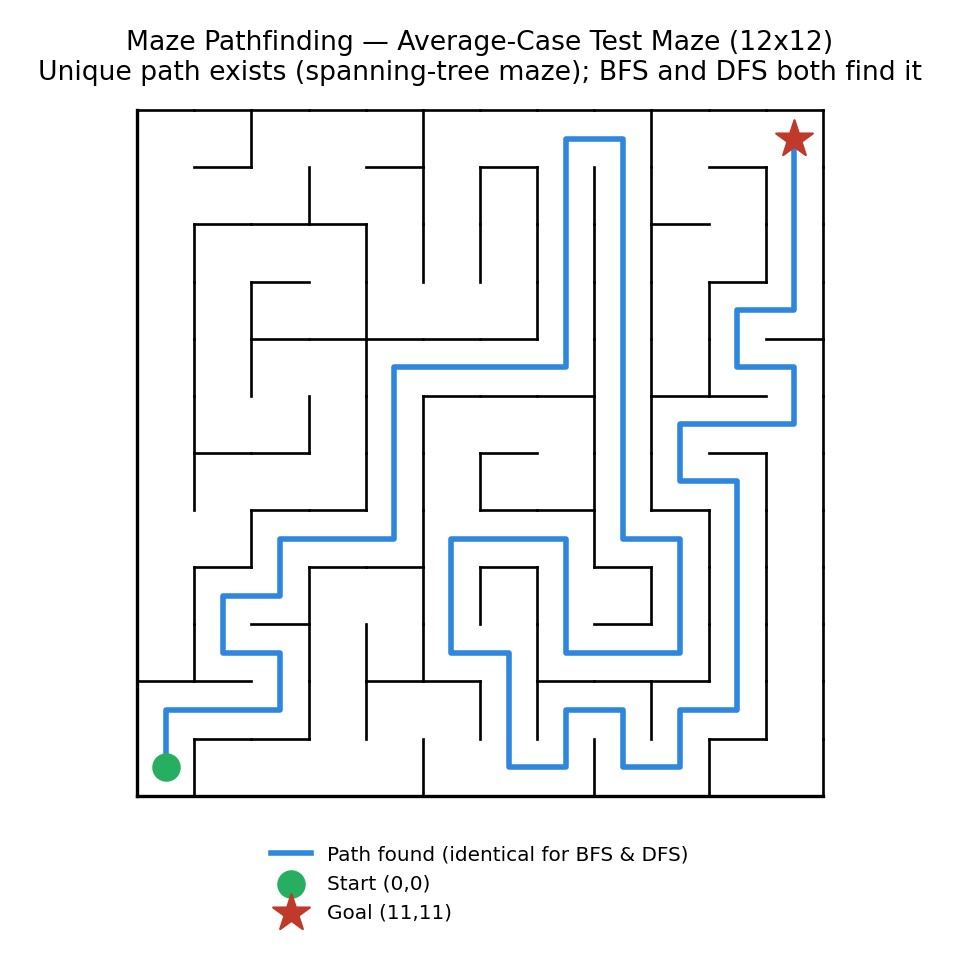 Maze Pathfinding — Average-Case Test Maze (12x12)
Unique path exists (spanning-tree maze); BFS and DFS both find it
Path found (identical for BFS & DFS)
Start (0,0)
Goal (11,11)